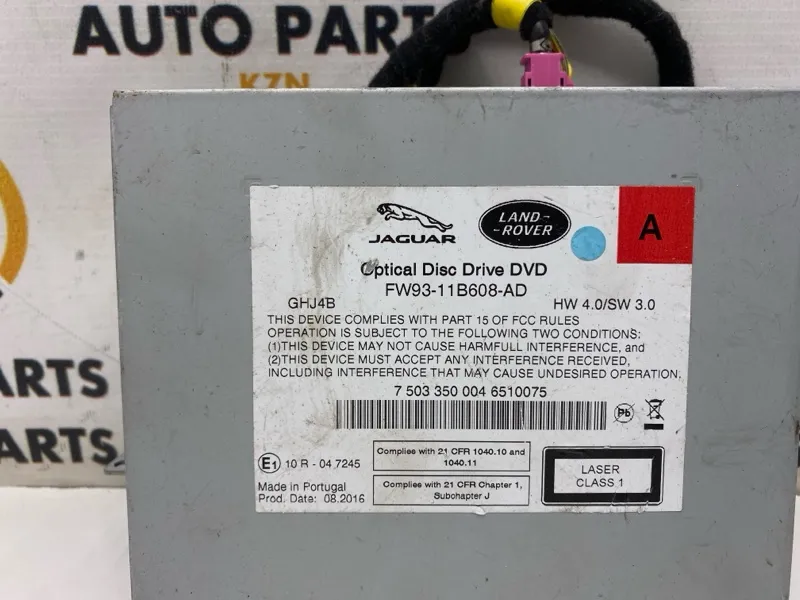 AUTO PARTS
KZN
ARTS
ARTS
JAGUAR
LAND-
-ROVER
A
Optical Disc Drive DVD
FW93-11B608-AD
GHJ4B HW 4.0/SW 3.0
THIS DEVICE COMPLIES WITH PART 15 OF FCC RULES
OPERATION IS SUBJECT TO THE FOLLOWING TWO CONDITIONS:
(1)THIS DEVICE MAY NOT CAUSE HARMFULL INTERFERENCE, and
(2)THIS DEVICE MUST ACCEPT ANY INTERFERENCE RECEIVED,
INCLUDING INTERFERENCE THAT MAY CAUSE UNDESIRED OPERATION.
7 503 350 004 6510075
Pb
E1 10 R - 04 7245
Complies with 21 CFR 1040.10 and
1040.11
Made in Portugal
Prod. Date: 08.2016
Complies with 21 CFR Chapter 1,
Subchapter J
LASER
CLASS 1